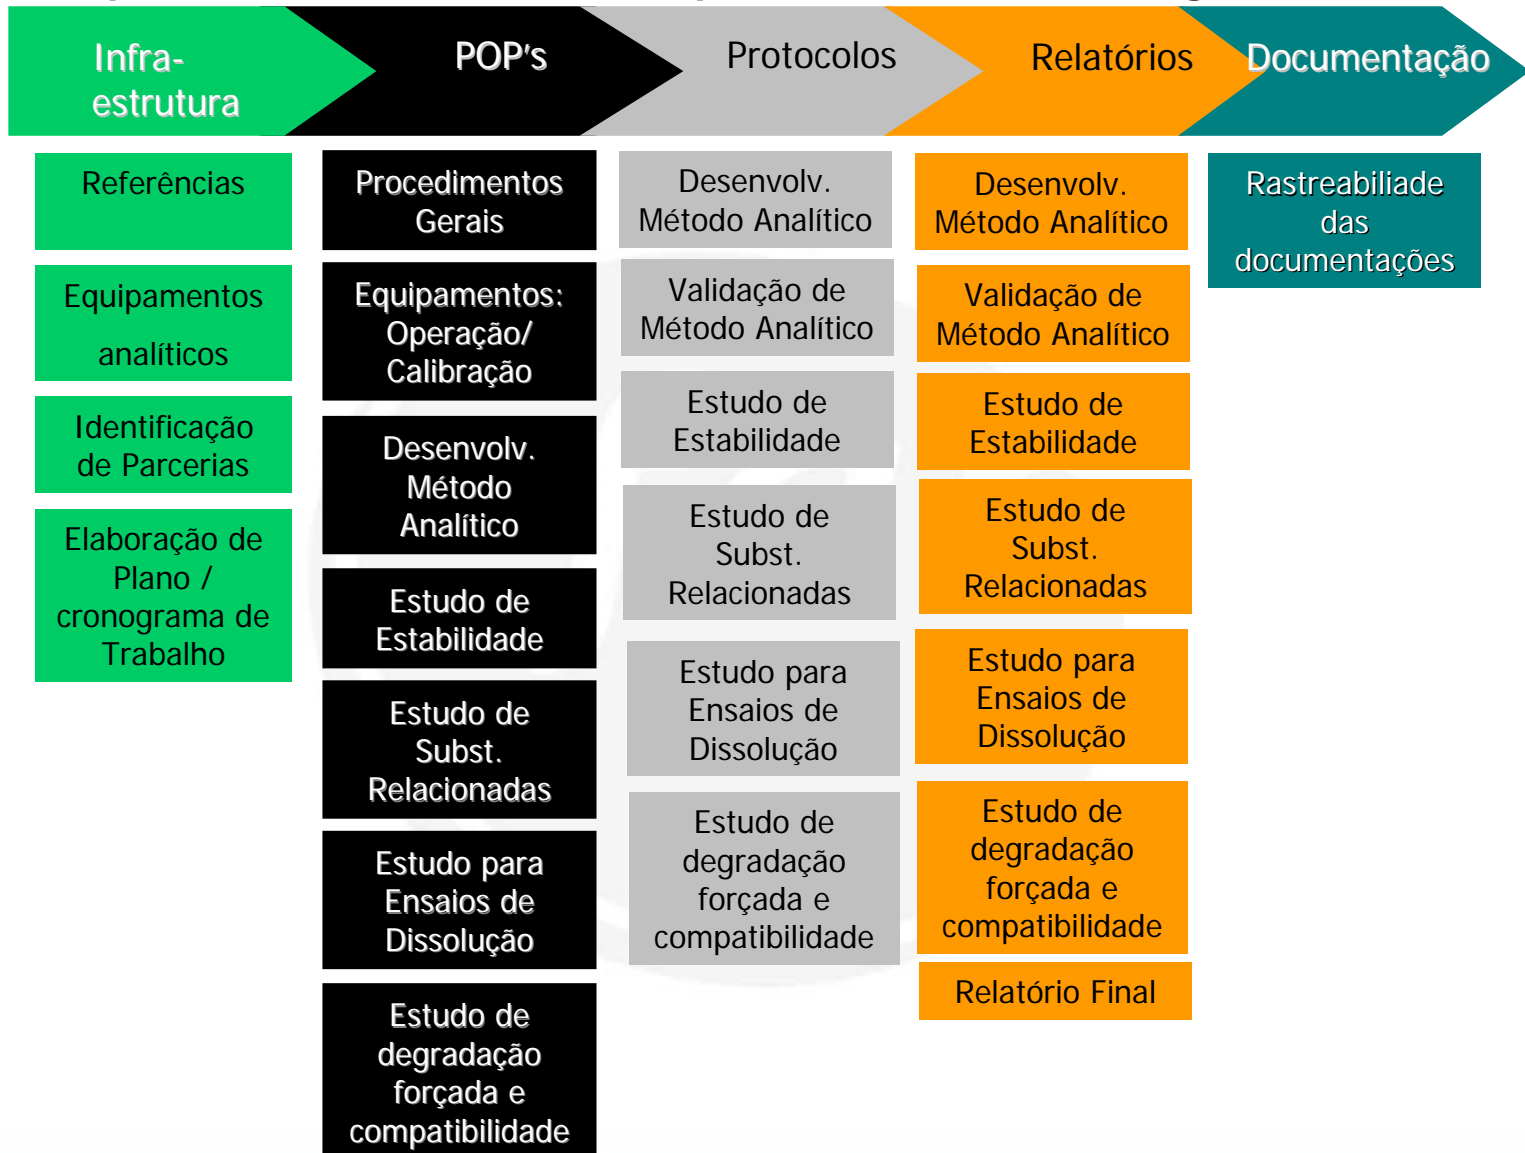 Infra-
estrutura
POP's
Protocolos
Relatórios
Documentação
Referências
Equipamentos
analíticos
Identificação
de Parcerias
Elaboração de
Plano /
cronograma de
Trabalho
Procedimentos
Gerais
Equipamentos:
Operação/
Calibração
Desenvolv.
Método
Analítico
Estudo de
Estabilidade
Estudo de
Subst.
Relacionadas
Estudo para
Ensaios de
Dissolução
Estudo de
degradação
forçada e
compatibilidade
Desenvolv.
Método Analítico
Validação de
Método Analítico
Estudo de
Estabilidade
Estudo de
Subst.
Relacionadas
Estudo para
Ensaios de
Dissolução
Estudo de
degradação
forçada e
compatibilidade
Desenvolv.
Método Analítico
Validação de
Método Analítico
Estudo de
Estabilidade
Estudo de
Subst.
Relacionadas
Estudo para
Ensaios de
Dissolução
Estudo de
degradação
forçada e
compatibilidade
Relatório Final
Rastreabiliade
das
documentações